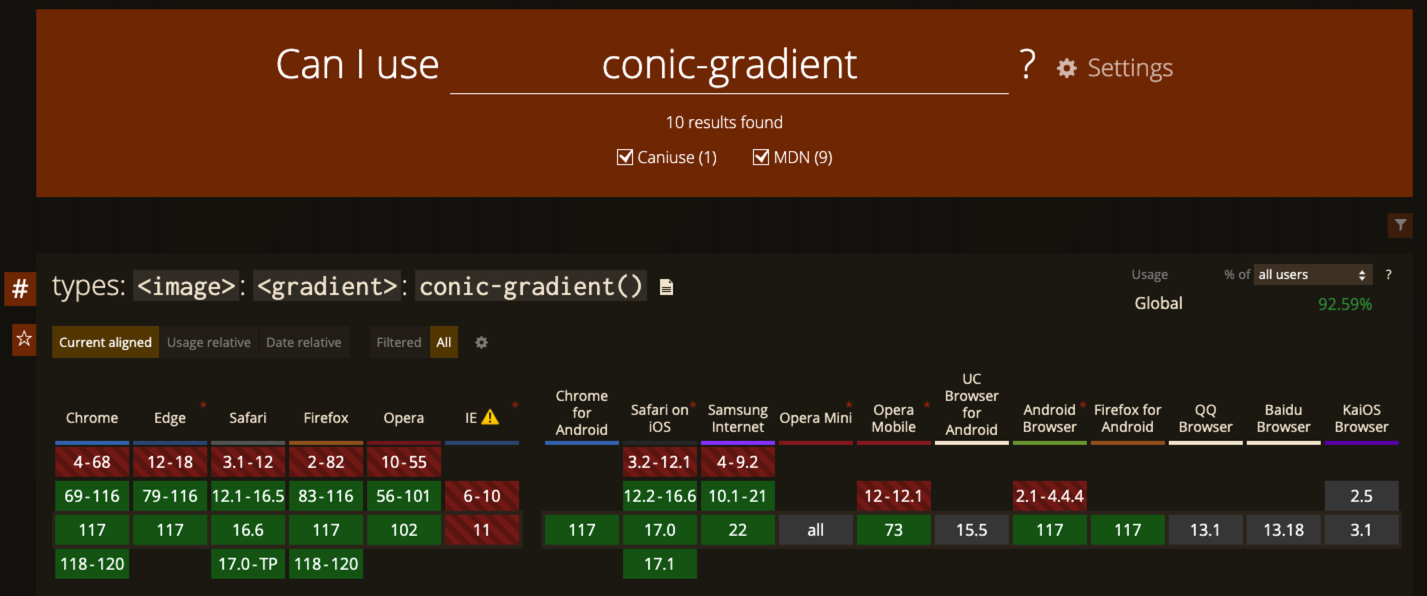 Can I use conic-gradient ? Settings
10 results found
Caniuse (1) MDN (9)
# types: <image>: <gradient>: conic-gradient()
Usage % of all users ?
Global 92.59%
Current aligned Usage relative Date relative Filtered All
Chrome Edge * Safari Firefox Opera IE * Chrome for Android Safari on iOS * Samsung Internet Opera Mini * Opera Mobile * UC Browser for Android Android Browser * Firefox for Android QQ Browser Baidu Browser KaiOS Browser
4-68 12-18 3.1-12 2-82 10-55 3.2-12.1 4-9.2
69-116 79-116 12.1-16.5 83-116 56-101 6-10 12.2-16.6 10.1-21 12-12.1 2.1-4.4.4 2.5
117 117 16.6 117 102 11 117 17.0 22 all 73 15.5 117 117 13.1 13.18 3.1
118-120 17.0-TP 118-120 17.1